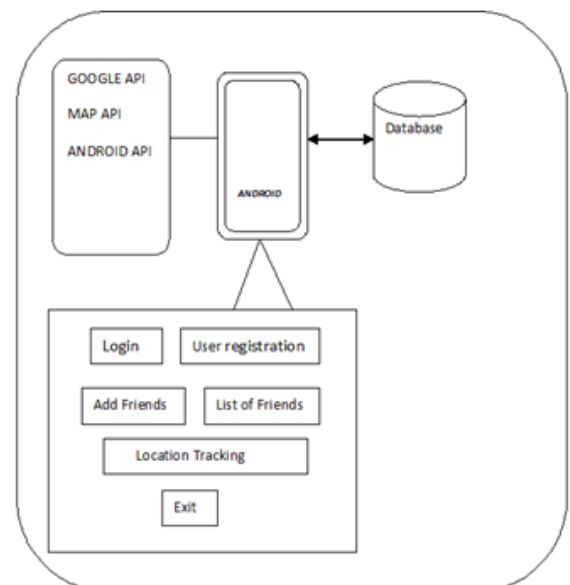 GOOGLE API
MAP API
ANDROID API
ANDROID
Database
Login
User registration
Add Friends
List of Friends
Location Tracking
Exit